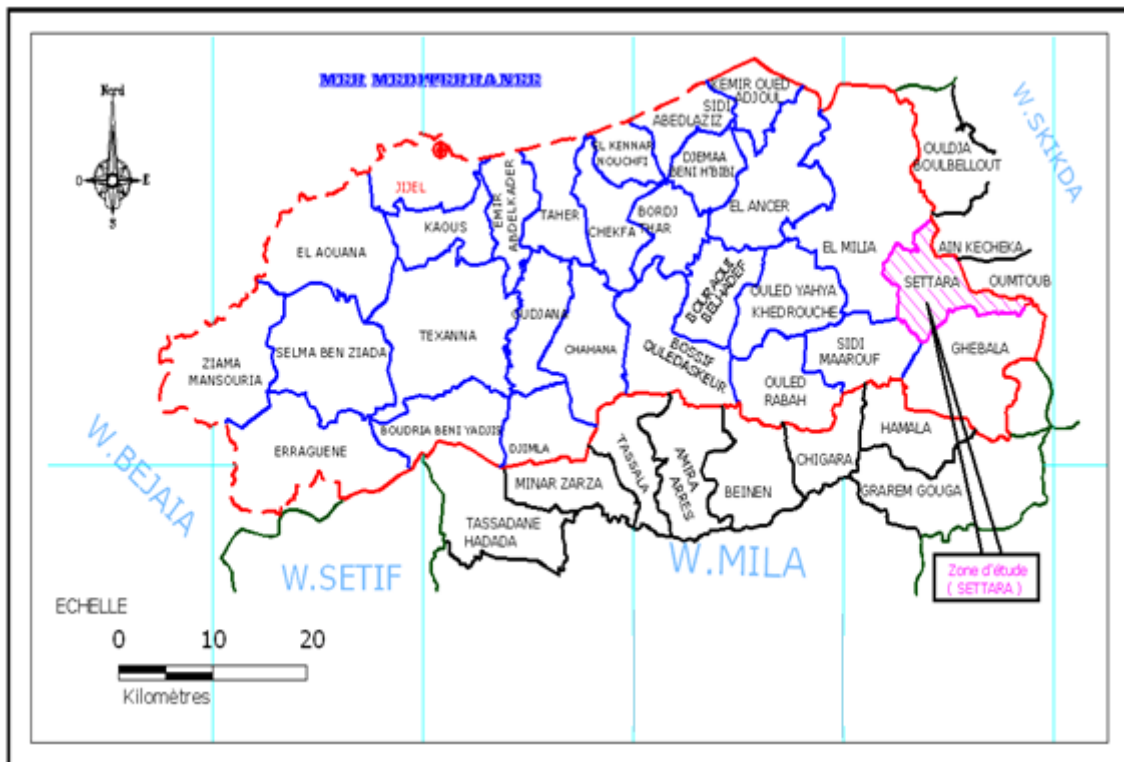 Nord
O
E
S
MER MEDITERRANEE
W.SKIKDA
KEMIR OUED
ADJOUL
SIDI
ABEDLAZIZ
EL KENNAR
NOUCHFI
DJEMAA
BENI H'BIBI
OULDJA
BOULBELLOUT
JIJEL
KAOUS
EMIR
ABDELKADER
TAHER
CHEKFA
BORDJ
THAR
EL ANCER
EL MILIA
AIN KECHEKA
EL AOUANA
SETTARA
OUMTOUB
BOURAOUI
BELHADEF
OULED YAHYA
KHEDROUCHE
TEXANNA
OUDJANA
CHAHANA
SELMA BEN ZIADA
ZIAMA
MANSOURIA
BOSSIF
OULEDASKEUR
SIDI
MAAROUF
GHEBALA
OULED
RABAH
BOUDRIA BENI YADJIS
DJIMLA
ERRAGUENE
HAMALA
TASSALA
AMIRA
ARRES
CHIGARA
MINAR ZARZA
BEINEN
GRAREM GOUGA
TASSADANE
HADADA
W.BEJAIA
W.SETIF
W.MILA
Zone d'étude
( SETTARA )
ECHELLE
0 10 20
Kilomètres